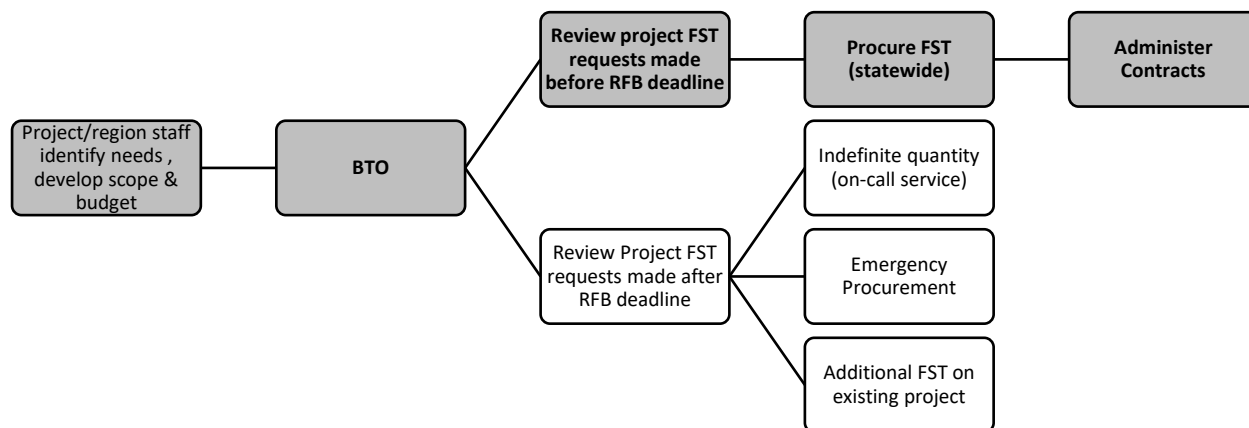 Project/region staff
identify needs ,
develop scope &
budget
BTO
Review project FST
requests made
before RFB deadline
Procure FST
(statewide)
Administer
Contracts
Review Project FST
requests made after
RFB deadline
Indefinite quantity
(on-call service)
Emergency
Procurement
Additional FST on
existing project